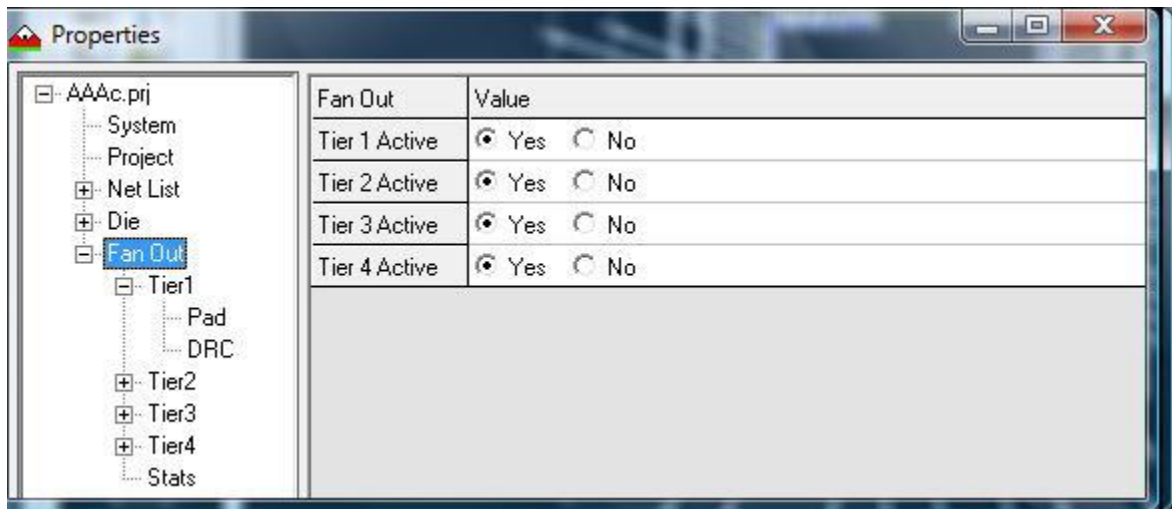 Properties
AAAc.prj
System
Project
Net List
Die
Fan Out
Tier1
Pad
DRC
Tier2
Tier3
Tier4
Stats
Fan Out Value
Tier 1 Active Yes No
Tier 2 Active Yes No
Tier 3 Active Yes No
Tier 4 Active Yes No